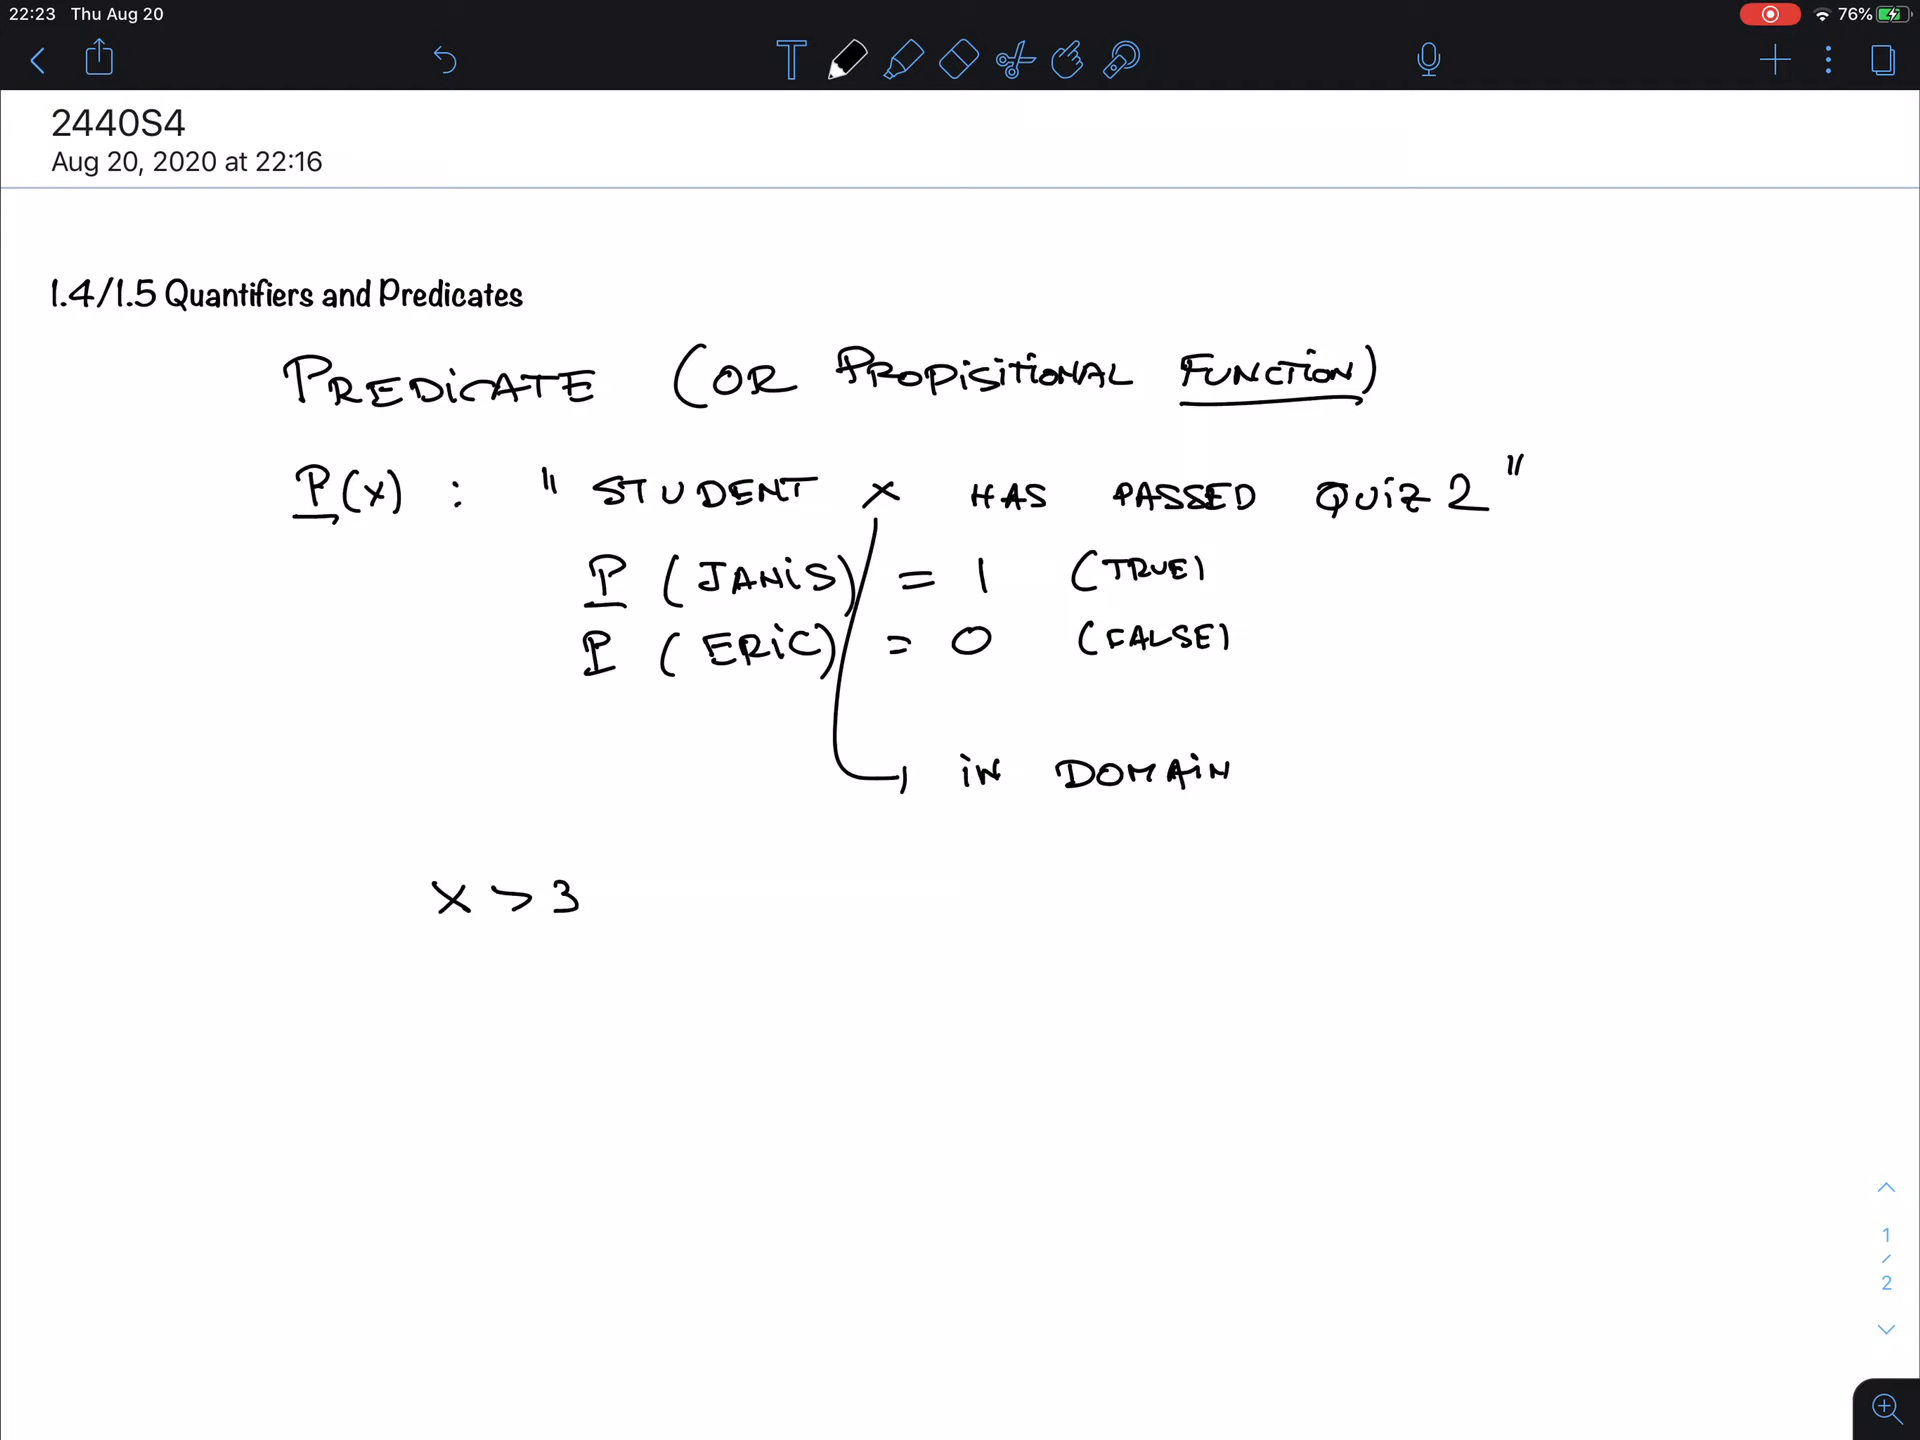 22:23 Thu Aug 20 76%
2440S4
Aug 20, 2020 at 22:16
1.4/1.5 Quantifiers and Predicates
PREDICATE (OR PROPISITIONAL FUNCTION)
P(x) : " STUDENT x HAS PASSED QUIZ 2 "
P (JANIS) = 1 (TRUE)
P (ERIC) = 0 (FALSE)
IN DOMAIN
x > 3
1
/
2